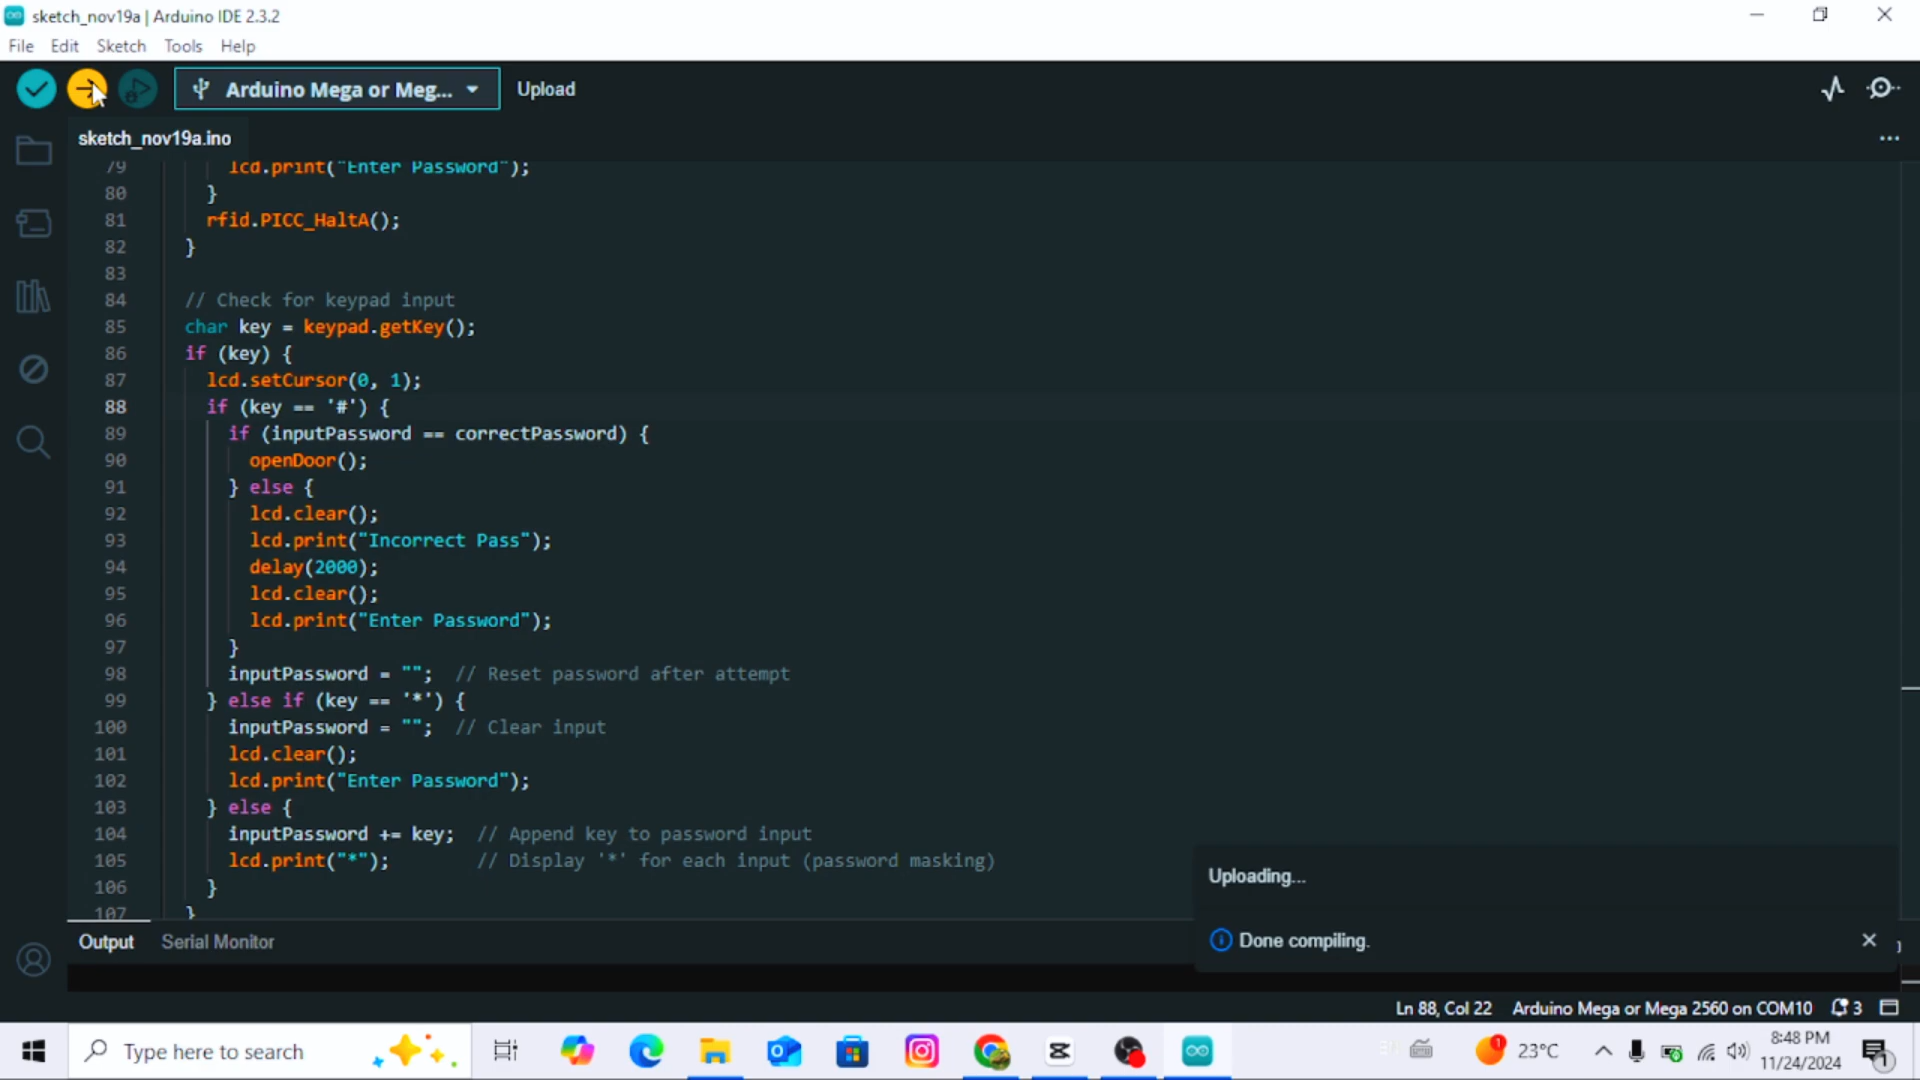 sketch_nov19a | Arduino IDE 2.3.2
File Edit Sketch Tools Help
Arduino Mega or Meg... Upload
sketch_nov19a.ino
79 lcd.print("Enter Password");
80 }
81 rfid.PICC_HaltA();
82 }
83
84 // Check for keypad input
85 char key = keypad.getKey();
86 if (key) {
87 lcd.setCursor(0, 1);
88 if (key == '#') {
89 if (inputPassword == correctPassword) {
90 openDoor();
91 } else {
92 lcd.clear();
93 lcd.print("Incorrect Pass");
94 delay(2000);
95 lcd.clear();
96 lcd.print("Enter Password");
97 }
98 inputPassword = ""; // Reset password after attempt
99 } else if (key == '*') {
100 inputPassword = ""; // Clear input
101 lcd.clear();
102 lcd.print("Enter Password");
103 } else {
104 inputPassword += key; // Append key to password input
105 lcd.print("*"); // Display '*' for each input (password masking)
106 }
107 }
Uploading...
Output Serial Monitor
Done compiling.
Ln 88, Col 22 Arduino Mega or Mega 2560 on COM10 3
Type here to search
23°C
8:48 PM
11/24/2024
1